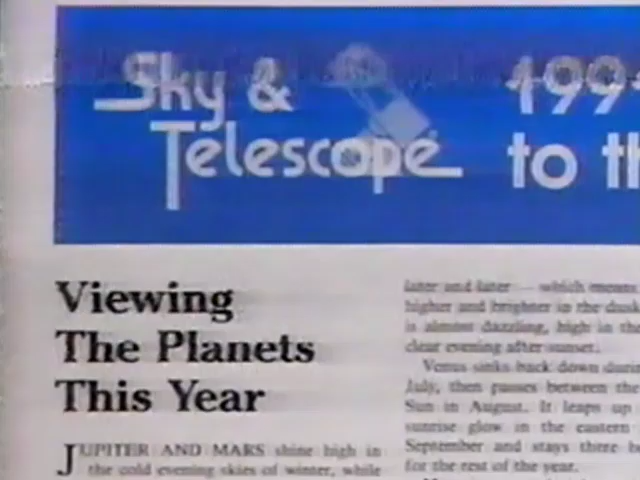 Sky &
Telescope
199
to th
Viewing
The Planets
This Year
JUPITER AND MARS shine high in
the cold evening skies of winter, while
later and later — which means
higher and brighter in the dusk
is almost dazzling, high in the
clear evening after sunset.
Venus sinks back down durin
July, then passes between the
Sun in August. It leaps up
sunrise glow in the eastern
September and stays there
for the rest of the year.